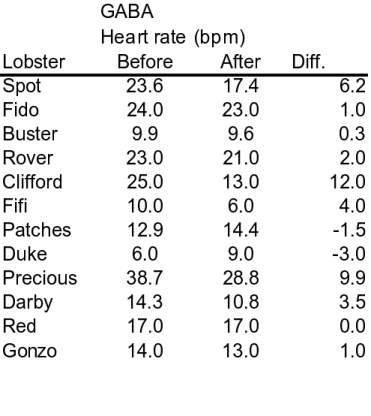 GABA
Heart rate (bpm)
Lobster Before After Diff.
Spot 23.6 17.4 6.2
Fido 24.0 23.0 1.0
Buster 9.9 9.6 0.3
Rover 23.0 21.0 2.0
Clifford 25.0 13.0 12.0
Fifi 10.0 6.0 4.0
Patches 12.9 14.4 -1.5
Duke 6.0 9.0 -3.0
Precious 38.7 28.8 9.9
Darby 14.3 10.8 3.5
Red 17.0 17.0 0.0
Gonzo 14.0 13.0 1.0